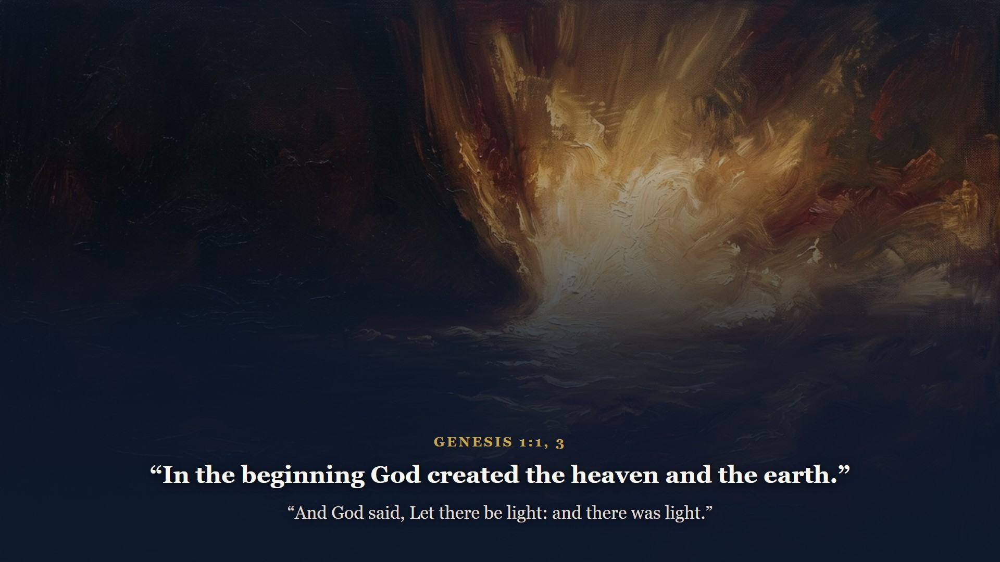 GENESIS 1:1, 3
“In the beginning God created the heaven and the earth.”
“And God said, Let there be light: and there was light.”